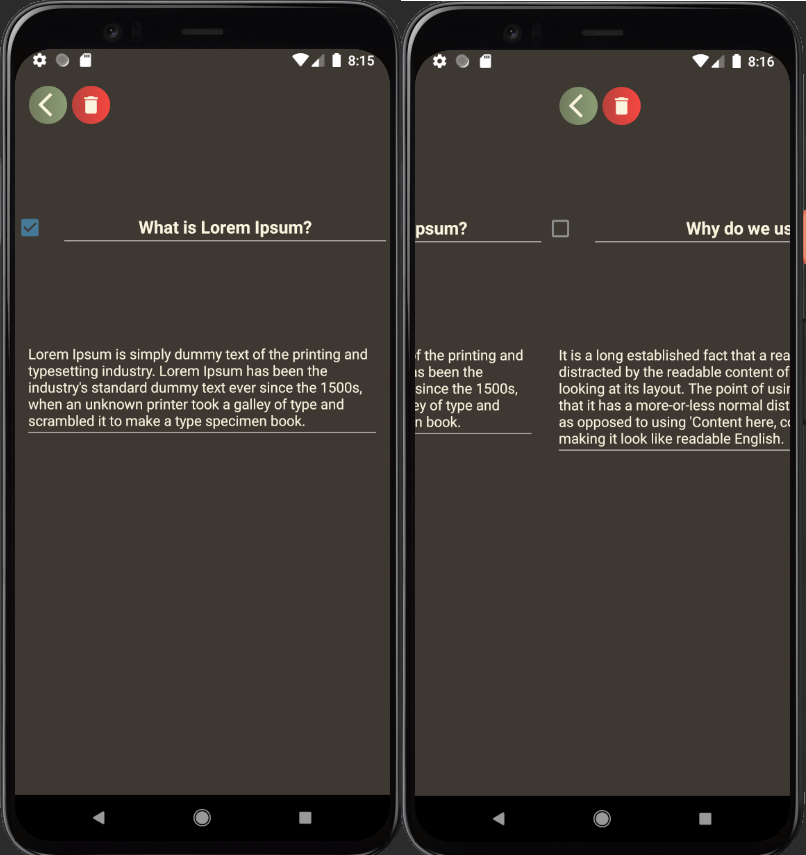 8:15
What is Lorem Ipsum?
Lorem Ipsum is simply dummy text of the printing and
typesetting industry. Lorem Ipsum has been the
industry's standard dummy text ever since the 1500s,
when an unknown printer took a galley of type and
scrambled it to make a type specimen book.
8:16
psum?
Why do we us
of the printing and
as been the
since the 1500s,
ey of type and
n book.
It is a long established fact that a rea
distracted by the readable content of
looking at its layout. The point of usin
that it has a more-or-less normal dist
as opposed to using 'Content here, co
making it look like readable English.